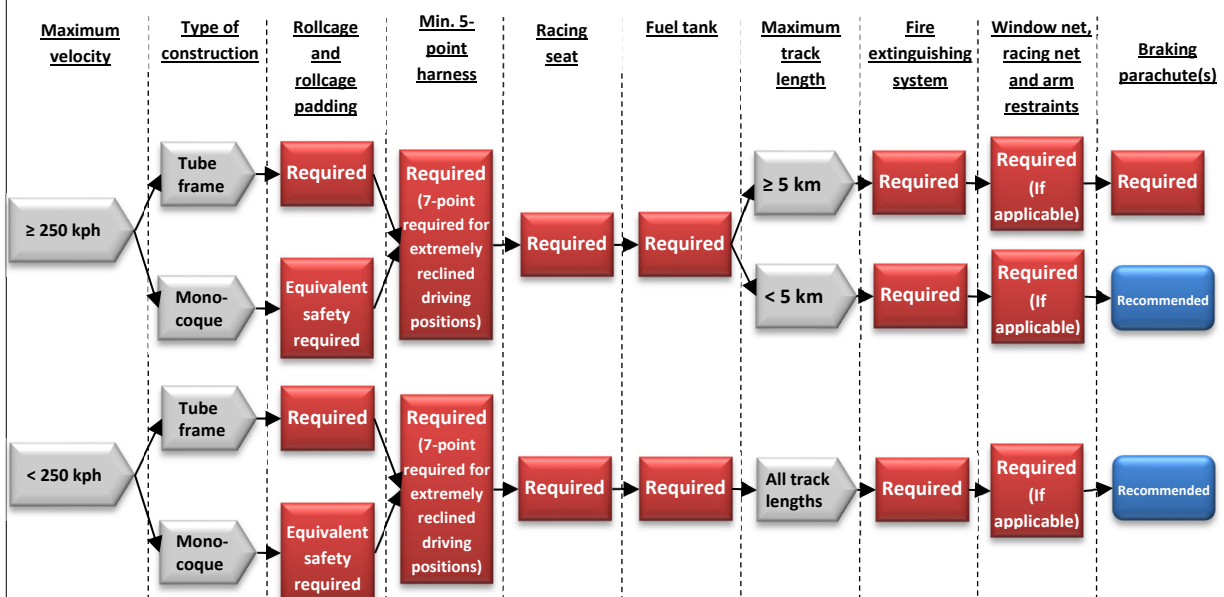 Maximum
velocity
Type of
construction
Rollcage
and
rollcage
padding
Min. 5-
point
harness
Racing
seat
Fuel tank
Maximum
track
length
Fire
extinguishing
system
Window net,
racing net
and arm
restraints
Braking
parachute(s)
≥ 250 kph
Tube
frame
Mono-
coque
Required
Equivalent
safety
required
Required
(7-point
required for
extremely
reclined
driving
positions)
Required
Required
≥ 5 km
< 5 km
Required
Required
Required
(If
applicable)
Required
(If
applicable)
Required
Recommended
< 250 kph
Tube
frame
Mono-
coque
Required
Equivalent
safety
required
Required
(7-point
required for
extremely
reclined
driving
positions)
Required
Required
All track
lengths
Required
Required
(If
applicable)
Recommended